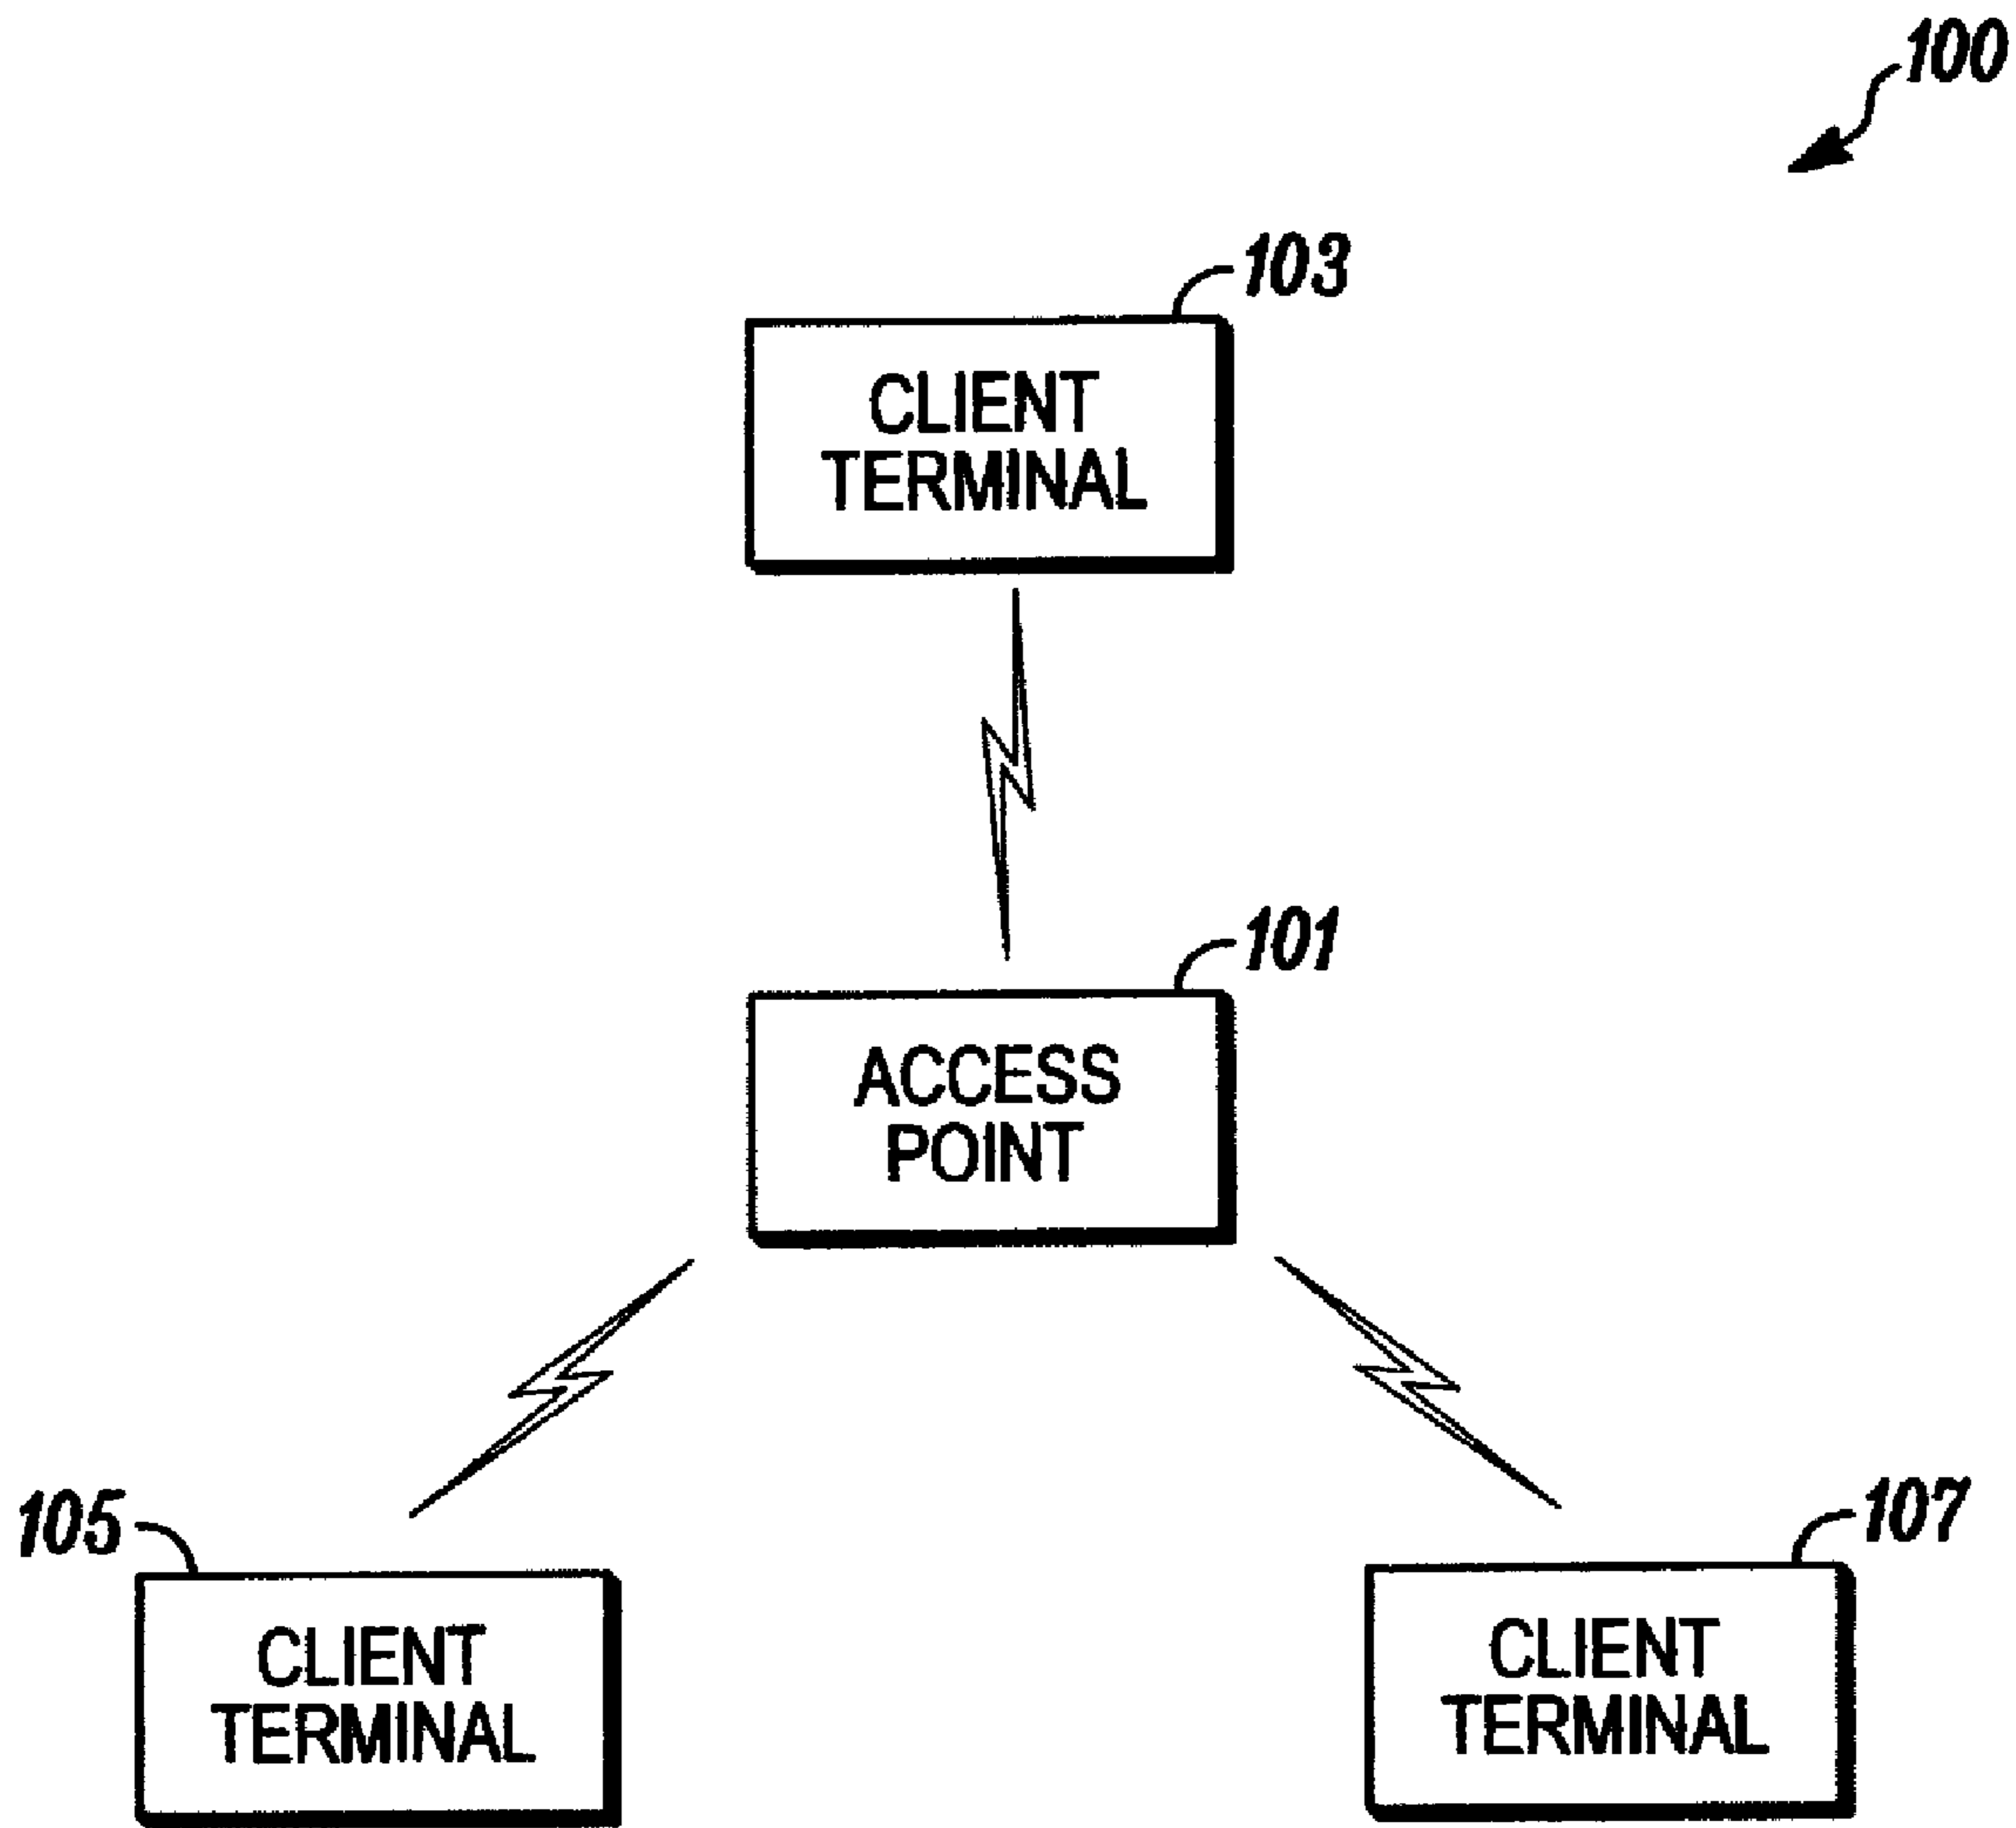 100
103
CLIENT
TERMINAL
101
ACCESS
POINT
105
CLIENT
TERMINAL
107
CLIENT
TERMINAL